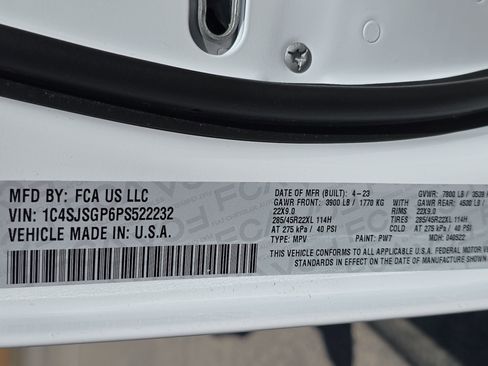 MFD BY: FCA US LLC
VIN: 1C4SJSGP6PS522232
VEHICLE MADE IN: U.S.A.
DATE OF MFR (BUILT): 4-23 GVWR: 7800 LB / 3539
GAWR FRONT: 3900 LB / 1770 KG GAWR REAR: 4500 LB /
22X9.0 RIMS 22X9.0
285/45R22XL 114H TIRES 285/45R22XL 114H
AT 275 kPa / 40 PSI COLD AT 275 kPa / 40 PSI
TYPE: MPV PAINT: PW7 MDH: 040522
THIS VEHICLE CONFORMS TO ALL APPLICABLE U.S.A. FEDERAL MOTOR
STANDARDS IN EFFECT ON THE DATE OF MANUFACTURE SHOWN